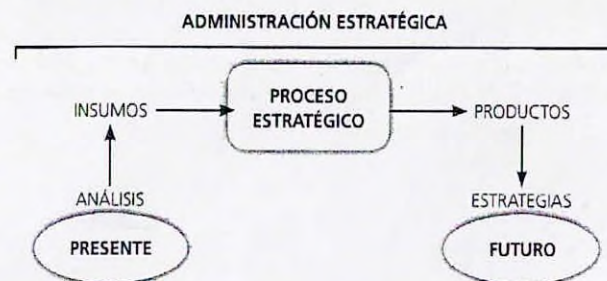 ADMINISTRACIÓN ESTRATÉGICA
INSUMOS
PROCESO
ESTRATÉGICO
PRODUCTOS
ANÁLISIS
PRESENTE
ESTRATEGIAS
FUTURO